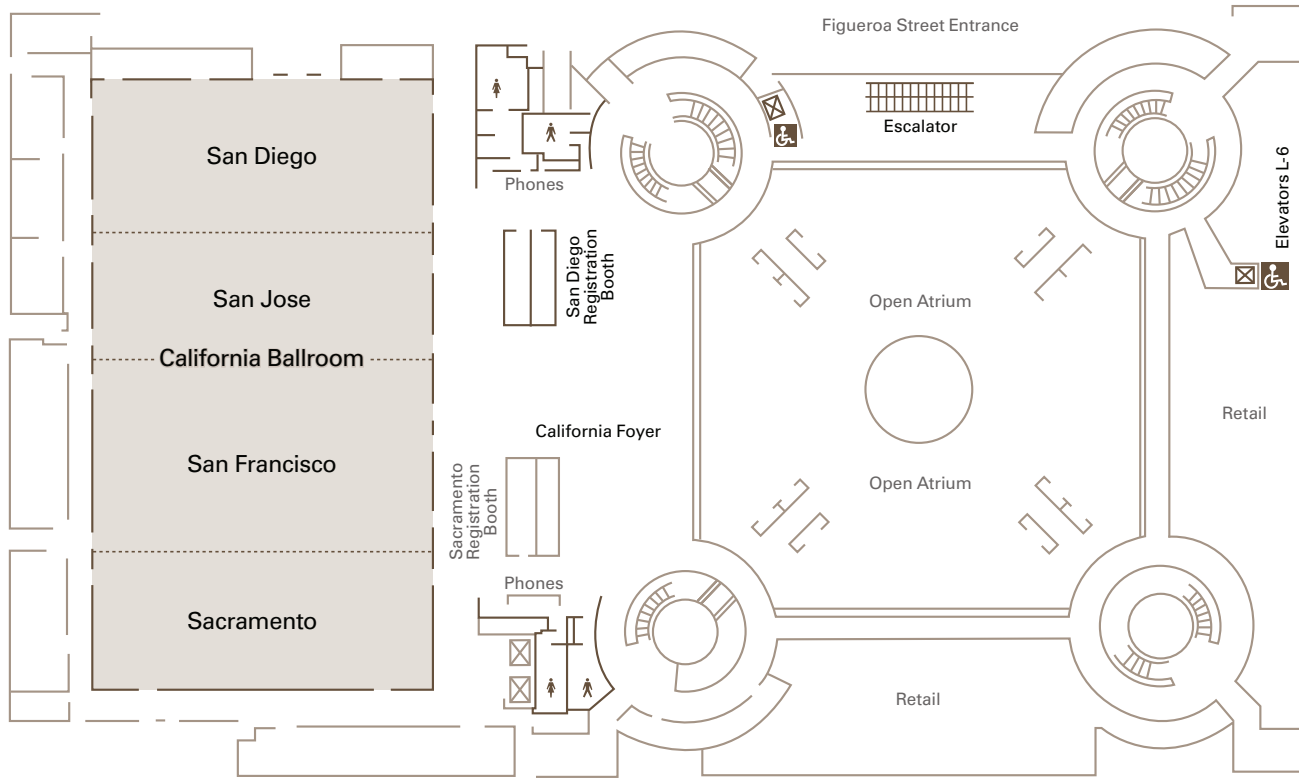 Figueroa Street Entrance
Escalator
San Diego
Phones
Elevators L-6
San Diego
Registration
Booth
San Jose
Open Atrium
California Ballroom
Retail
California Foyer
San Francisco
Sacramento
Registration
Booth
Open Atrium
Phones
Sacramento
Retail